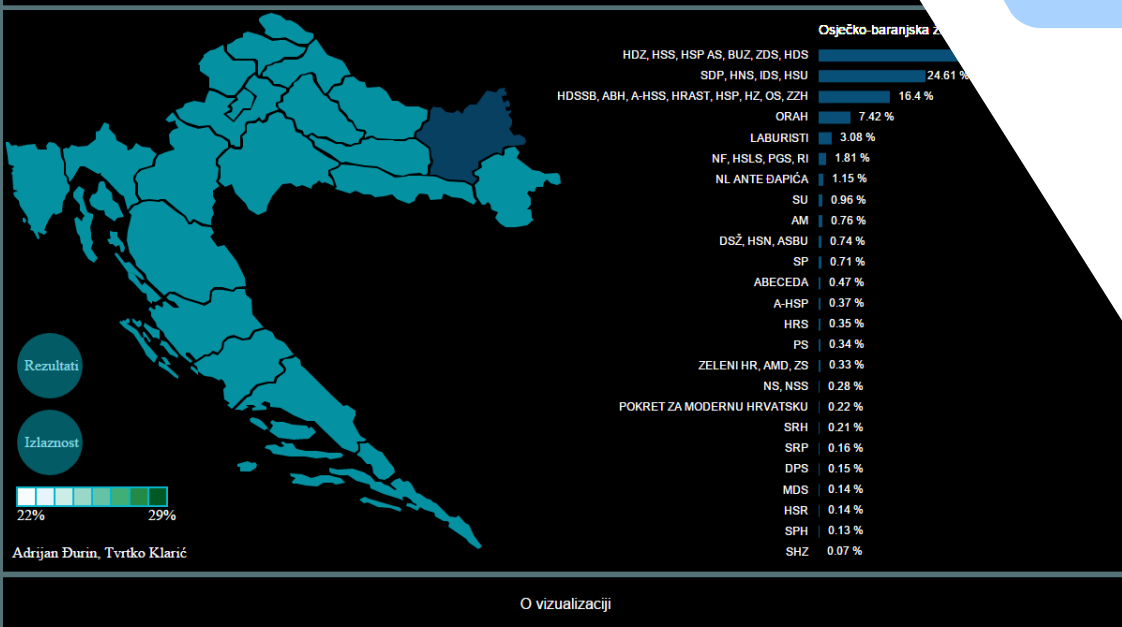 Osječko-baranjska
HDZ, HSS, HSP AS, BUZ, ZDS, HDS
SDP, HNS, IDS, HSU 24.61 %
HDSSB, ABH, A-HSS, HRAST, HSP, HZ, OS, ZZH 16.4 %
ORAH 7.42 %
LABURISTI 3.08 %
NF, HSLS, PGS, RI 1.81 %
NL ANTE ĐAPIĆA 1.15 %
SU 0.96 %
AM 0.76 %
DSŽ, HSN, ASBU 0.74 %
SP 0.71 %
ABECEDA 0.47 %
A-HSP 0.37 %
HRS 0.35 %
PS 0.34 %
ZELENI HR, AMD, ZS 0.33 %
NS, NSS 0.28 %
POKRET ZA MODERNU HRVATSKU 0.22 %
SRH 0.21 %
SRP 0.16 %
DPS 0.15 %
MDS 0.14 %
HSR 0.14 %
SPH 0.13 %
SHZ 0.07 %
Rezultati
Izlaznost
22% 29%
Adrijan Đurin, Tvrtko Klarić
O vizualizaciji